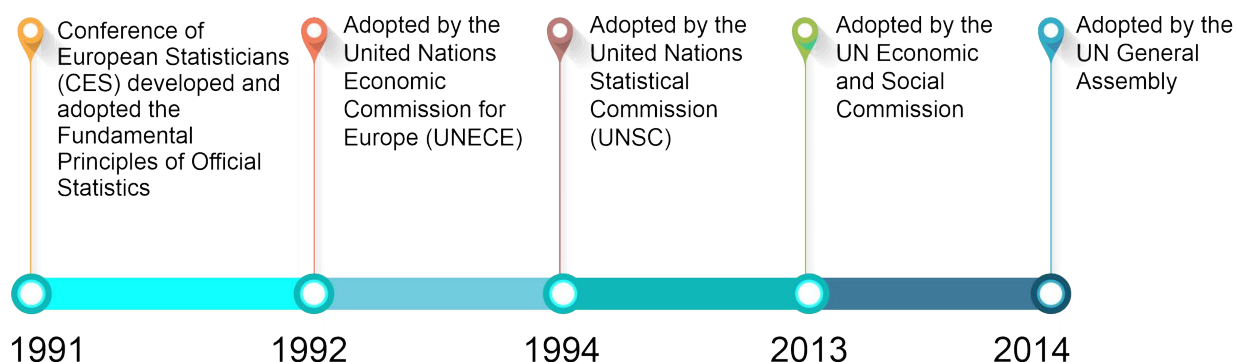 Conference of
European Statisticians
(CES) developed and
adopted the
Fundamental
Principles of Official
Statistics
Adopted by the
United Nations
Economic
Commission for
Europe (UNECE)
Adopted by the
United Nations
Statistical
Commission
(UNSC)
Adopted by the
UN Economic
and Social
Commission
Adopted by the
UN General
Assembly
1991
1992
1994
2013
2014